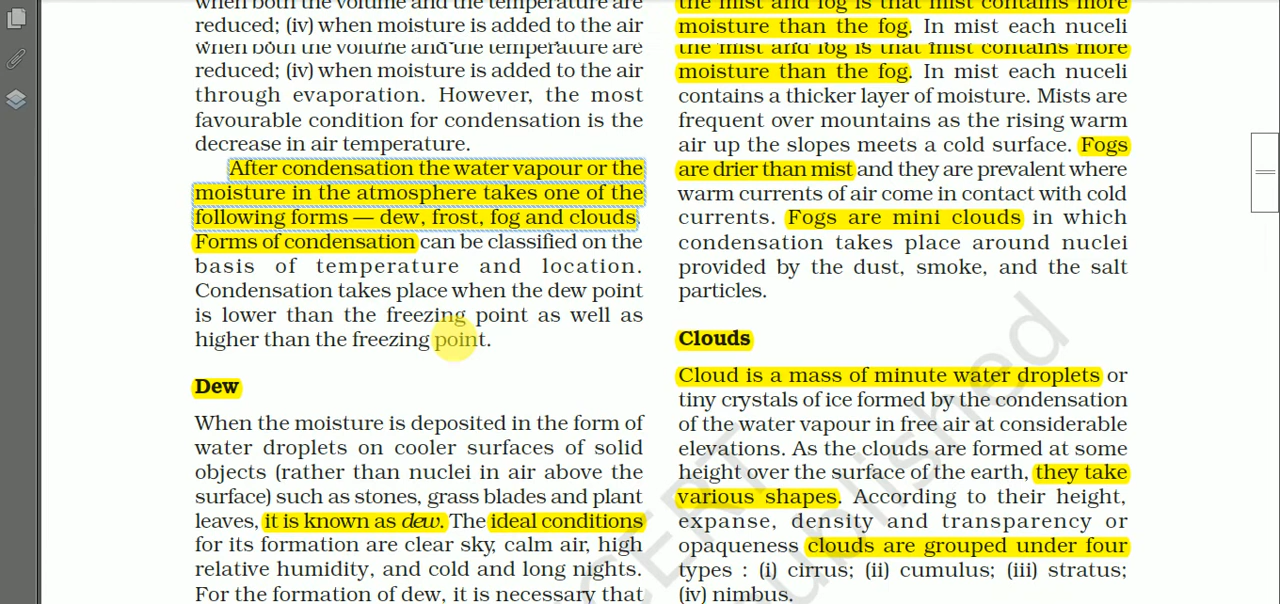 when both the volume and the temperature are
reduced; (iv) when moisture is added to the air
when both the volume and the temperature are
reduced; (iv) when moisture is added to the air
through evaporation. However, the most
favourable condition for condensation is the
decrease in air temperature.
After condensation the water vapour or the
moisture in the atmosphere takes one of the
following forms — dew, frost, fog and clouds.
Forms of condensation can be classified on the
basis of temperature and location.
Condensation takes place when the dew point
is lower than the freezing point as well as
higher than the freezing point.
Dew
When the moisture is deposited in the form of
water droplets on cooler surfaces of solid
objects (rather than nuclei in air above the
surface) such as stones, grass blades and plant
leaves, it is known as dew. The ideal conditions
for its formation are clear sky, calm air, high
relative humidity, and cold and long nights.
For the formation of dew, it is necessary that
the mist and fog is that mist contains more
moisture than the fog. In mist each nuceli
the mist and fog is that mist contains more
moisture than the fog. In mist each nuceli
contains a thicker layer of moisture. Mists are
frequent over mountains as the rising warm
air up the slopes meets a cold surface. Fogs
are drier than mist and they are prevalent where
warm currents of air come in contact with cold
currents. Fogs are mini clouds in which
condensation takes place around nuclei
provided by the dust, smoke, and the salt
particles.
Clouds
Cloud is a mass of minute water droplets or
tiny crystals of ice formed by the condensation
of the water vapour in free air at considerable
elevations. As the clouds are formed at some
height over the surface of the earth, they take
various shapes. According to their height,
expanse, density and transparency or
opaqueness clouds are grouped under four
types : (i) cirrus; (ii) cumulus; (iii) stratus;
(iv) nimbus.
CERT
published